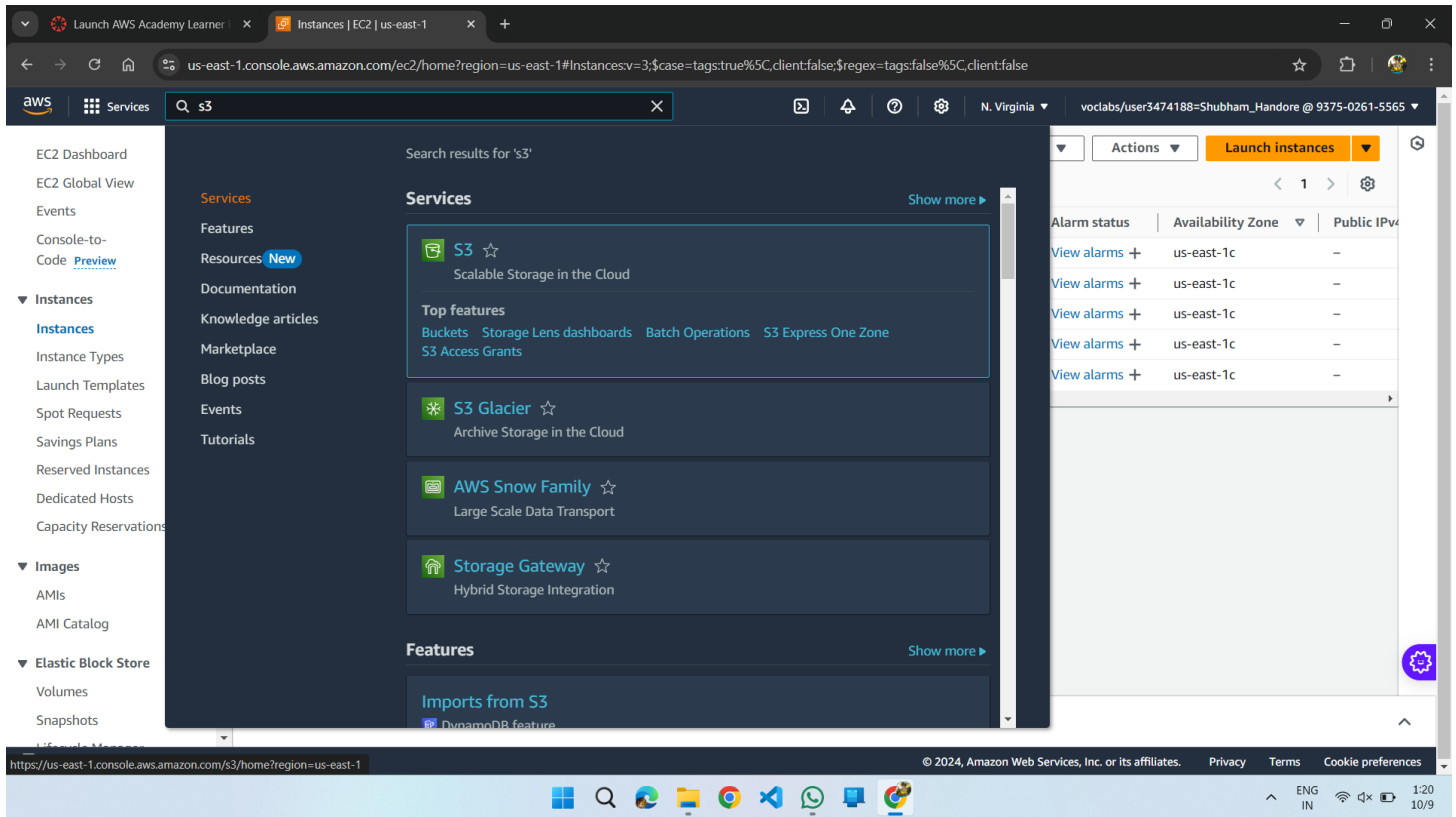 Launch AWS Academy Learner
Instances | EC2 | us-east-1
us-east-1.console.aws.amazon.com/ec2/home?region=us-east-1#Instances:v=3;$case=tags:true%5C,client:false;$regex=tags:false%5C,client:false
aws
Services
s3
N. Virginia
voclabs/user3474188=Shubham_Handore @ 9375-0261-5565
EC2 Dashboard
EC2 Global View
Events
Console-to-
Code Preview
Instances
Instances
Instance Types
Launch Templates
Spot Requests
Savings Plans
Reserved Instances
Dedicated Hosts
Capacity Reservations
Images
AMIs
AMI Catalog
Elastic Block Store
Volumes
Snapshots
Lifecycle Manager
Search results for 's3'
Services
Features
Resources New
Documentation
Knowledge articles
Marketplace
Blog posts
Events
Tutorials
Services
Show more
S3
Scalable Storage in the Cloud
Top features
Buckets Storage Lens dashboards Batch Operations S3 Express One Zone
S3 Access Grants
S3 Glacier
Archive Storage in the Cloud
AWS Snow Family
Large Scale Data Transport
Storage Gateway
Hybrid Storage Integration
Features
Show more
Imports from S3
DynamoDB feature
Actions
Launch instances
1
Alarm status Availability Zone Public IPv4
View alarms + us-east-1c –
View alarms + us-east-1c –
View alarms + us-east-1c –
View alarms + us-east-1c –
View alarms + us-east-1c –
https://us-east-1.console.aws.amazon.com/s3/home?region=us-east-1
© 2024, Amazon Web Services, Inc. or its affiliates. Privacy Terms Cookie preferences
ENG
IN
1:20
10/9